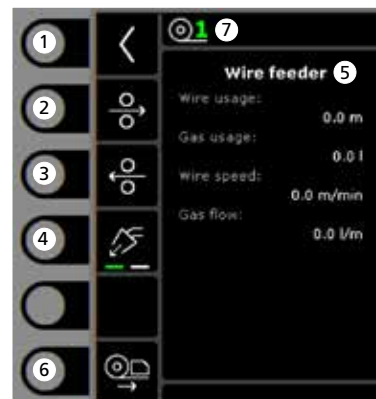 1 7
Wire feeder 5
2
Wire usage:
0.0 m
Gas usage:
0.0 l
3
Wire speed:
0.0 m/min
4
Gas flow:
0.0 l/m
6